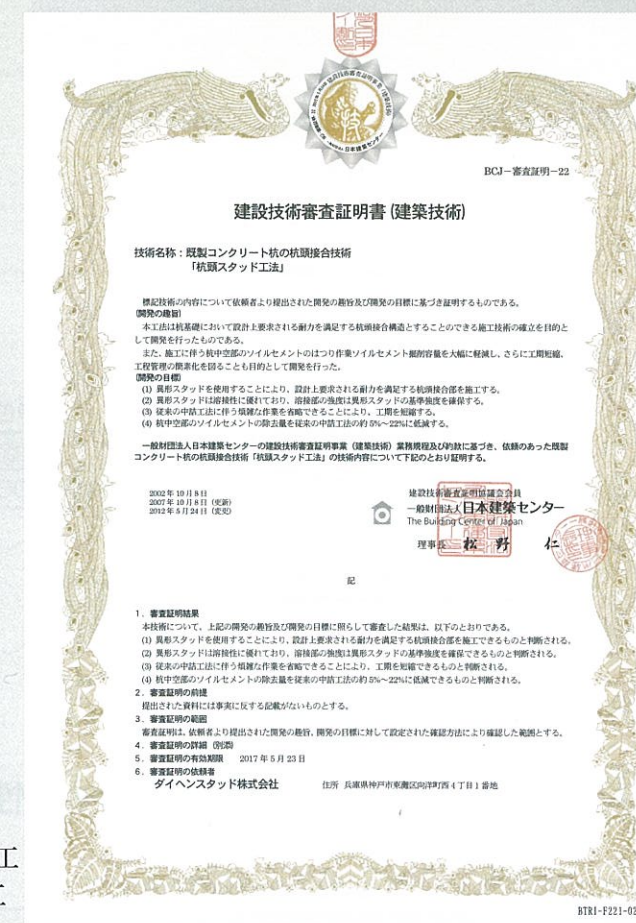 BCJ－審査証明－22
建設技術審査証明書 (建築技術)
技術名称：既製コンクリート杭の杭頭接合技術
「杭頭スタッド工法」
標記技術の内容について依頼者より提出された開発の趣旨及び開発の目標に基づき証明するものである。
(開発の趣旨)
本工法は杭基礎において設計上要求される耐力を満足する杭頭接合構造とすることのできる施工技術の確立を目的と
して開発を行ったものである。
また、施工に伴う杭中空部のソイルセメントのはつり作業ソイルセメント掘削容量を大幅に軽減し、さらに工期短縮、
工程管理の簡素化を図ることも目的として開発を行った。
(開発の目標)
(1) 異形スタッドを使用することにより、設計上要求される耐力を満足する杭頭接合部を施工する。
(2) 異形スタッドは溶接性に優れており、溶接部の強度は異形スタッドの基準強度を確保する。
(3) 従来の中詰工法に伴う煩雑な作業を省略できることにより、工期を短縮する。
(4) 杭中空部のソイルセメントの除去量を従来の中詰工法の約 5%～22%に低減する。
一般財団法人日本建築センターの建設技術審査証明事業（建築技術）業務規程及び約款に基づき、依頼のあった既製
コンクリート杭の杭頭接合技術「杭頭スタッド工法」の技術内容について下記のとおり証明する。
2002 年 10 月 8 日
2007 年 10 月 8 日 (更新)
2012 年 5 月 24 日 (変更)
建設技術審査証明協議会会員
一般財団法人 日本建築センター
The Building Center of Japan
理事長 松 野 仁
記
1．審査証明結果
本技術について、上記の開発の趣旨及び開発の目標に照らして審査した結果は、以下のとおりである。
(1) 異形スタッドを使用することにより、設計上要求される耐力を満足する杭頭接合部を施工できるものと判断される。
(2) 異形スタッドは溶接性に優れており、溶接部の強度は異形スタッドの基準強度を確保できるものと判断される。
(3) 従来の中詰工法に伴う煩雑な作業を省略できることにより、工期を短縮できるものと判断される。
(4) 杭中空部のソイルセメントの除去量を従来の中詰工法の約 5%～22%に低減できるものと判断される。
2．審査証明の前提
提出された資料には事実に反する記載がないものとする。
3．審査証明の範囲
審査証明は、依頼者より提出された開発の趣旨、開発の目標に対して設定された確認方法により確認した範囲とする。
4．審査証明の詳細 (別添)
5．審査証明の有効期限 2017 年 5 月 23 日
6．審査証明の依頼者
ダイヘンスタッド株式会社 住所 兵庫県神戸市東灘区向洋町西 4 丁目 1 番地
工
BTR1-F221-02